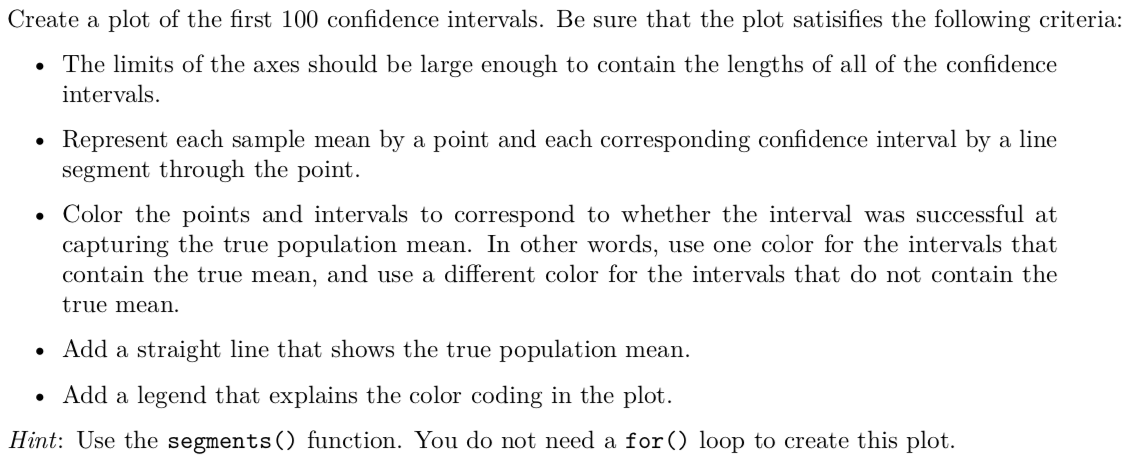 Create a plot of the first 100 confidence intervals. Be sure that the plot satisifies the following criteria:
• The limits of the axes should be large enough to contain the lengths of all of the confidence
intervals.
• Represent each sample mean by a point and each corresponding confidence interval by a line
segment through the point.
• Color the points and intervals to correspond to whether the interval was successful at
capturing the true population mean. In other words, use one color for the intervals that
contain the true mean, and use a different color for the intervals that do not contain the
true mean.
• Add a straight line that shows the true population mean.
• Add a legend that explains the color coding in the plot.
Hint: Use the segments() function. You do not need a for() loop to create this plot.